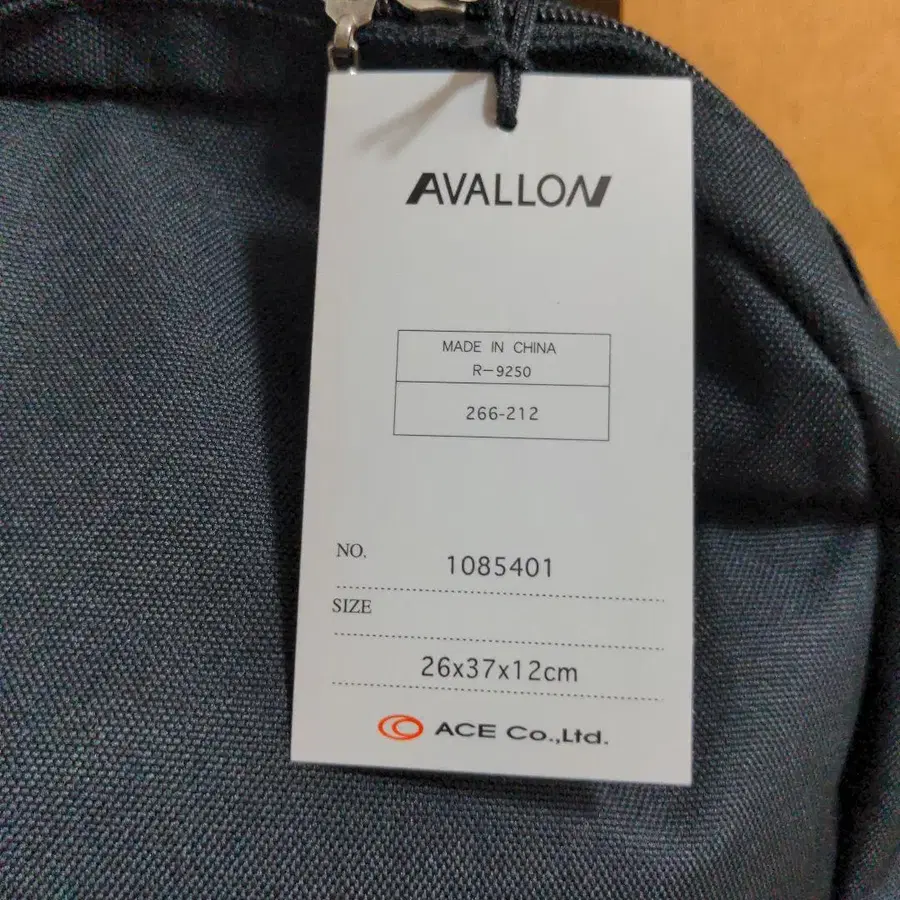 AVALLON
MADE IN CHINA
R-9250
266-212
NO. 1085401
SIZE
26x37x12cm
ACE Co.,Ltd.